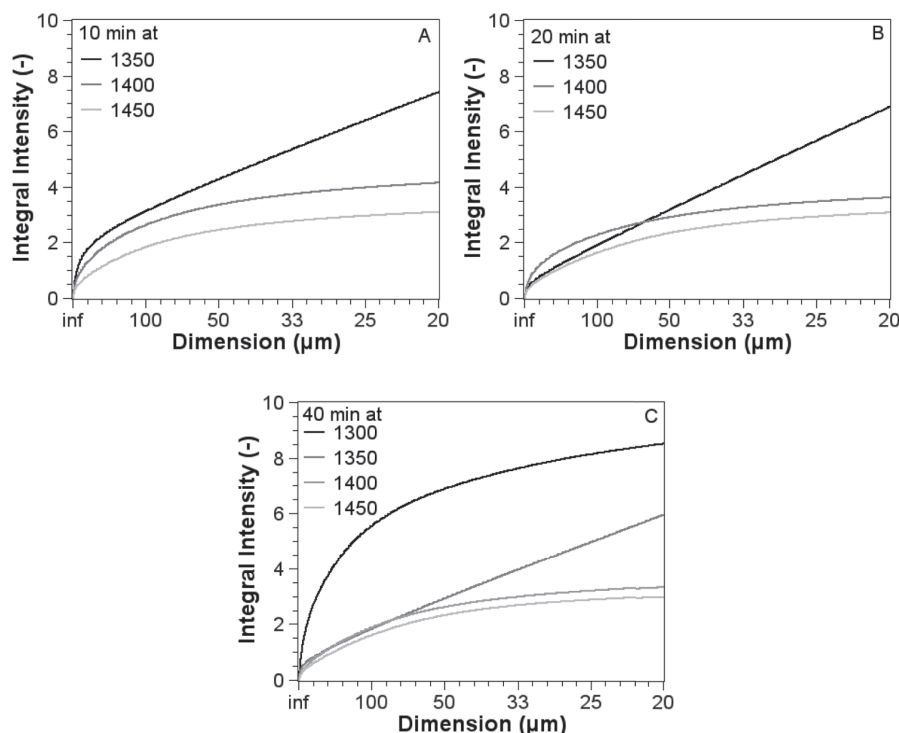 10 min at
A
1350
1400
1450
Integral Intensity (-)
10
8
6
4
2
0
inf 100 50 33 25 20
Dimension (μm)
20 min at
B
1350
1400
1450
Integral Inensity (-)
10
8
6
4
2
0
inf 100 50 33 25 20
Dimension (μm)
40 min at
C
1300
1350
1400
1450
Integral Intensity (-)
10
8
6
4
2
0
inf 100 50 33 25 20
Dimension (μm)